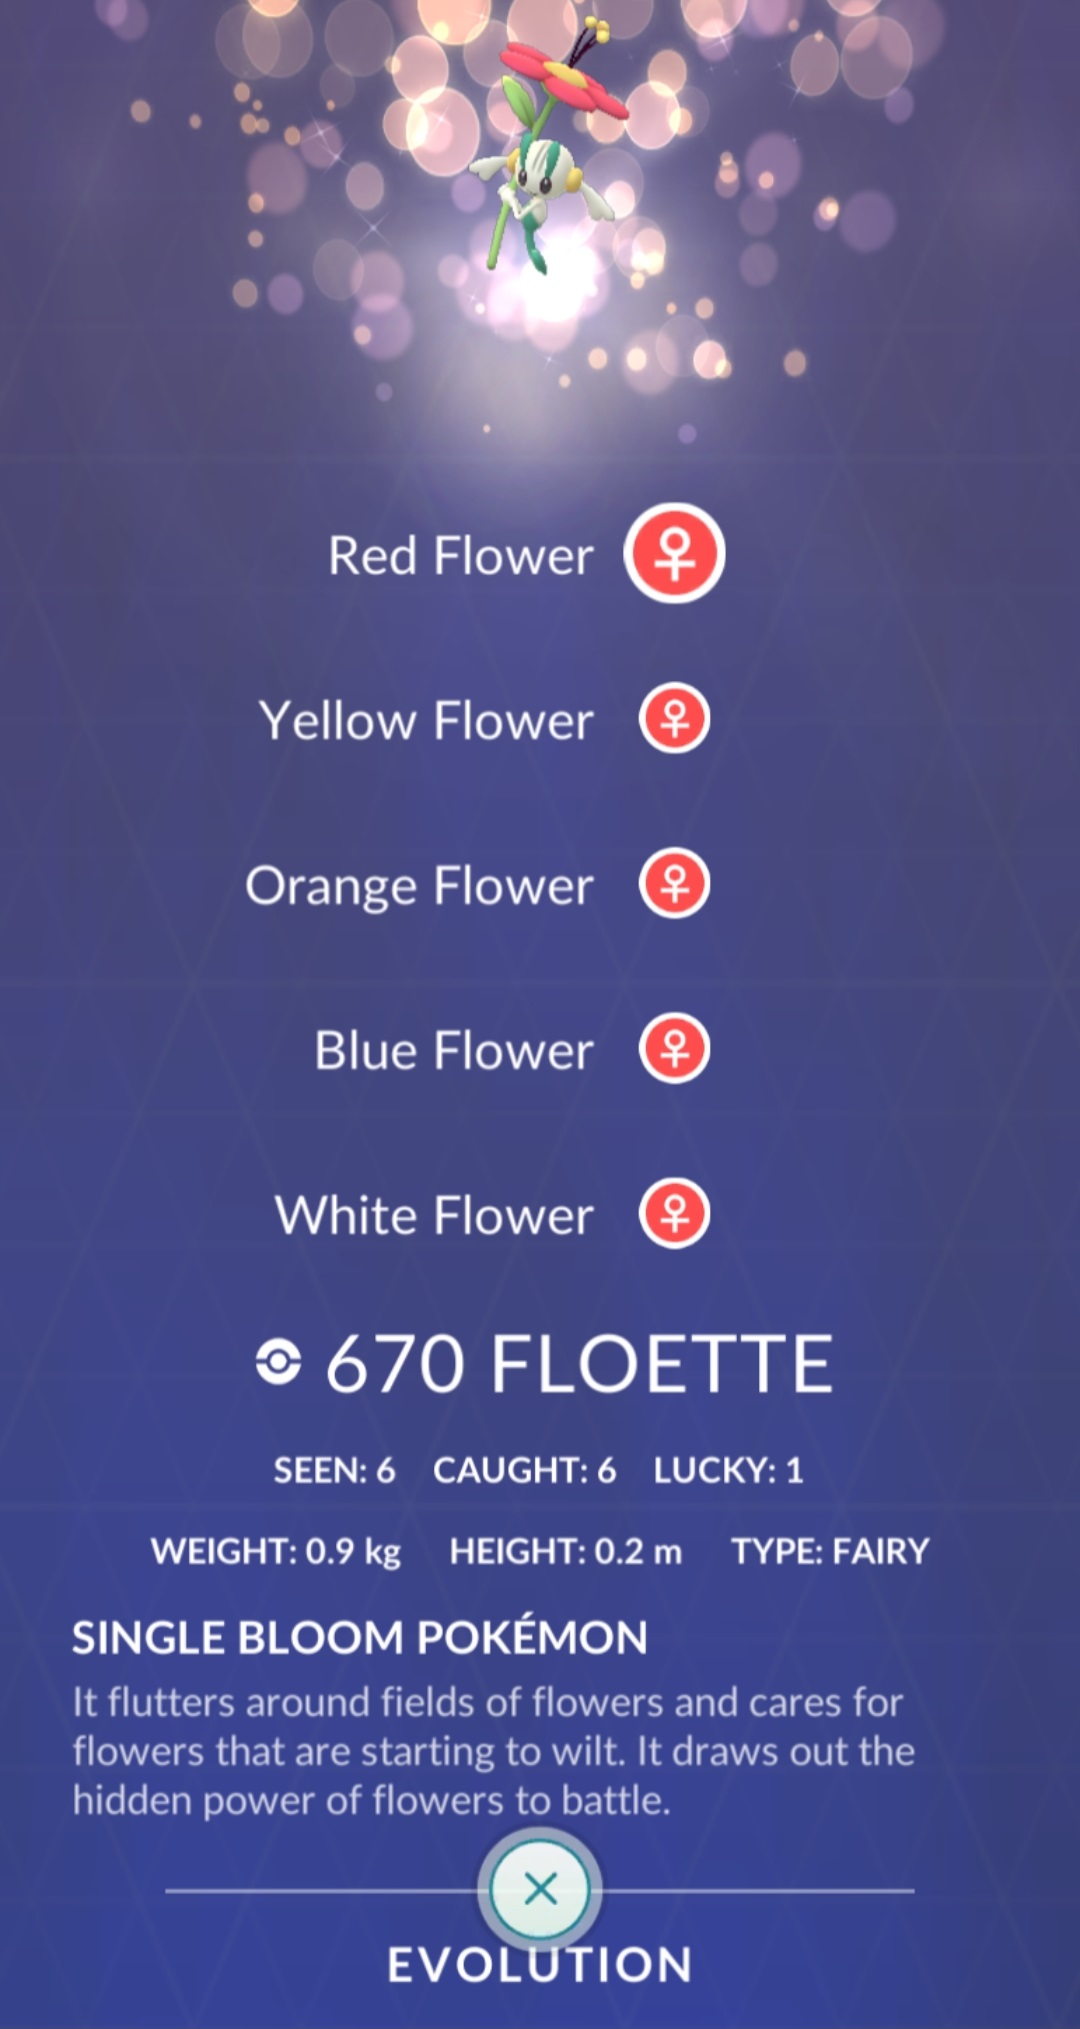 Red Flower
Yellow Flower
Orange Flower
Blue Flower
White Flower
670 FLOETTE
SEEN: 6 CAUGHT: 6 LUCKY: 1
WEIGHT: 0.9 kg HEIGHT: 0.2 m TYPE: FAIRY
SINGLE BLOOM POKÉMON
It flutters around fields of flowers and cares for
flowers that are starting to wilt. It draws out the
hidden power of flowers to battle.
EVOLUTION